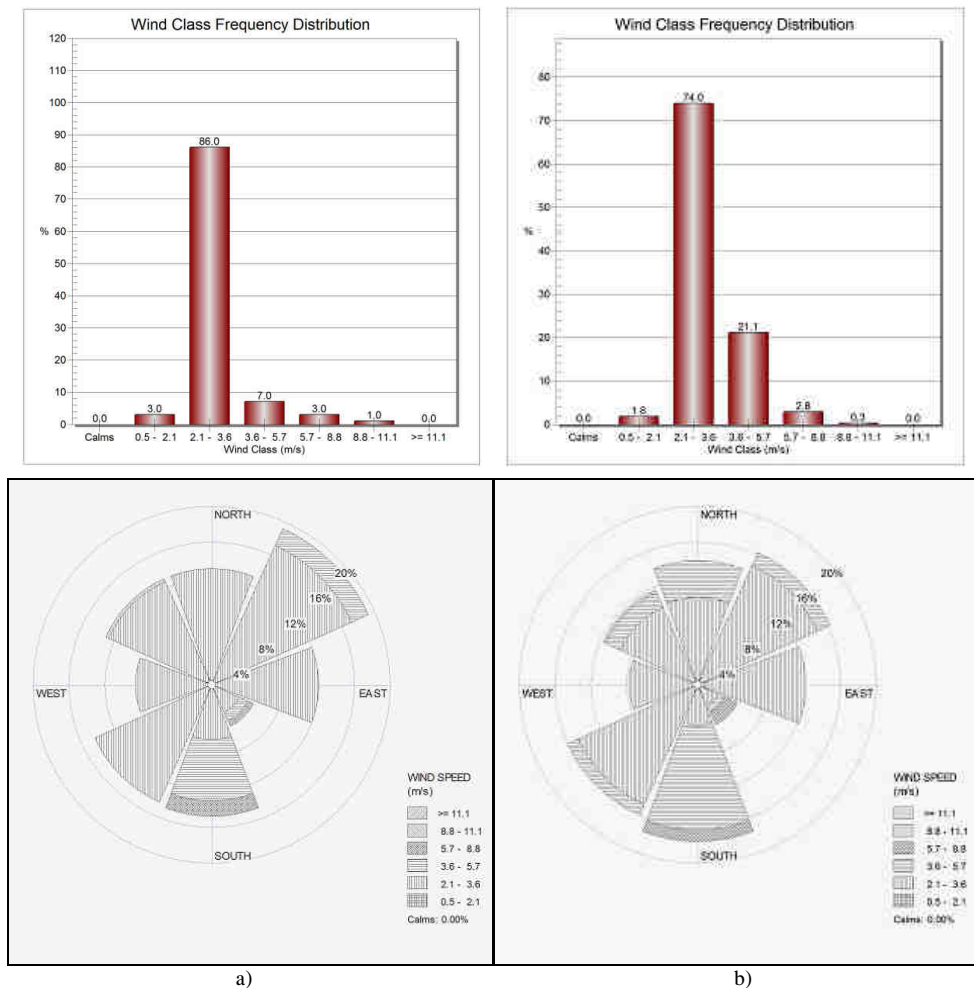 Wind Class Frequency Distribution
120
110
100
90
80
70
60
50
40
30
20
10
0
%
0.0
3.0
86.0
7.0
3.0
1.0
0.0
Calms
0.5 - 2.1
2.1 - 3.6
3.6 - 5.7
5.7 - 8.8
8.8 - 11.1
>= 11.1
Wind Class (m/s)
Wind Class Frequency Distribution
80
70
60
50
40
30
20
10
0
%
0.0
1.8
74.0
21.1
2.8
0.3
0.0
Calms
0.5 - 2.1
2.1 - 3.6
3.6 - 5.7
5.7 - 8.8
8.8 - 11.1
>= 11.1
Wind Class (m/s)
NORTH
20%
16%
12%
8%
4%
WEST
EAST
SOUTH
WIND SPEED
(m/s)
>= 11.1
8.8 - 11.1
5.7 - 8.8
3.6 - 5.7
2.1 - 3.6
0.5 - 2.1
Calms: 0.00%
NORTH
20%
16%
12%
8%
4%
WEST
EAST
SOUTH
WIND SPEED
(m/s)
>= 11.1
8.8 - 11.1
5.7 - 8.8
3.6 - 5.7
2.1 - 3.6
0.5 - 2.1
Calms: 0.00%
a)
b)